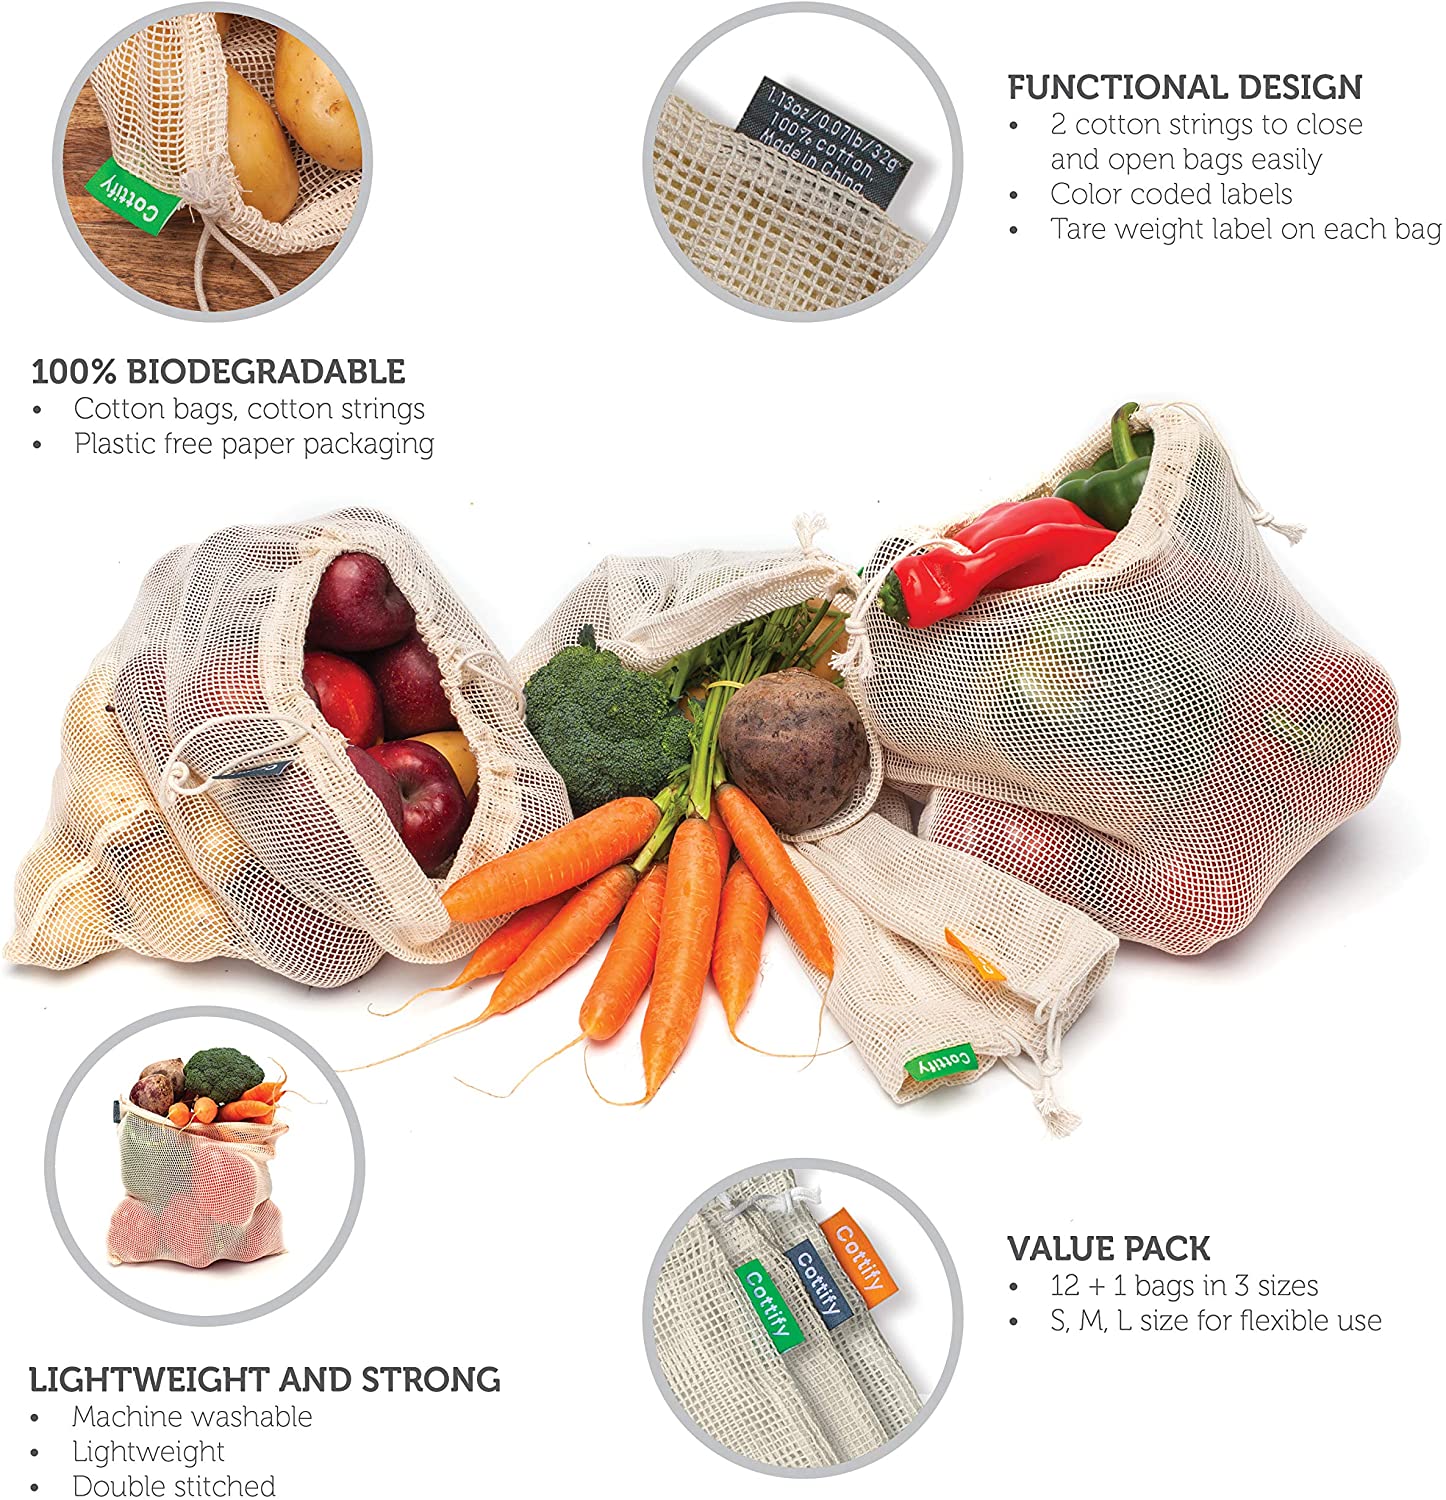 Cottify
1.13oz/0.07lb/32g
100% cotton.
Made in China
FUNCTIONAL DESIGN
• 2 cotton strings to close
and open bags easily
• Color coded labels
• Tare weight label on each bag
100% BIODEGRADABLE
• Cotton bags, cotton strings
• Plastic free paper packaging
Cottify
Cottify
Cottify
Cottify
VALUE PACK
• 12 + 1 bags in 3 sizes
• S, M, L size for flexible use
LIGHTWEIGHT AND STRONG
• Machine washable
• Lightweight
• Double stitched